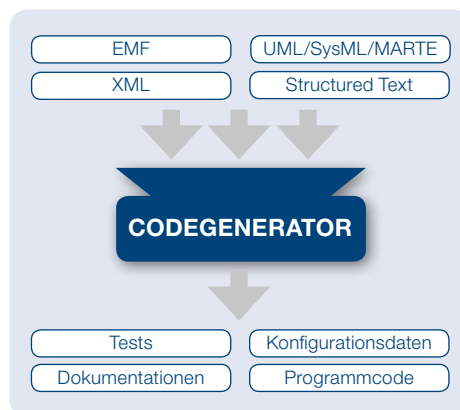 EMF
UML/SysML/MARTE
XML
Structured Text
CODEGENERATOR
Tests
Konfigurationsdaten
Dokumentationen
Programmcode